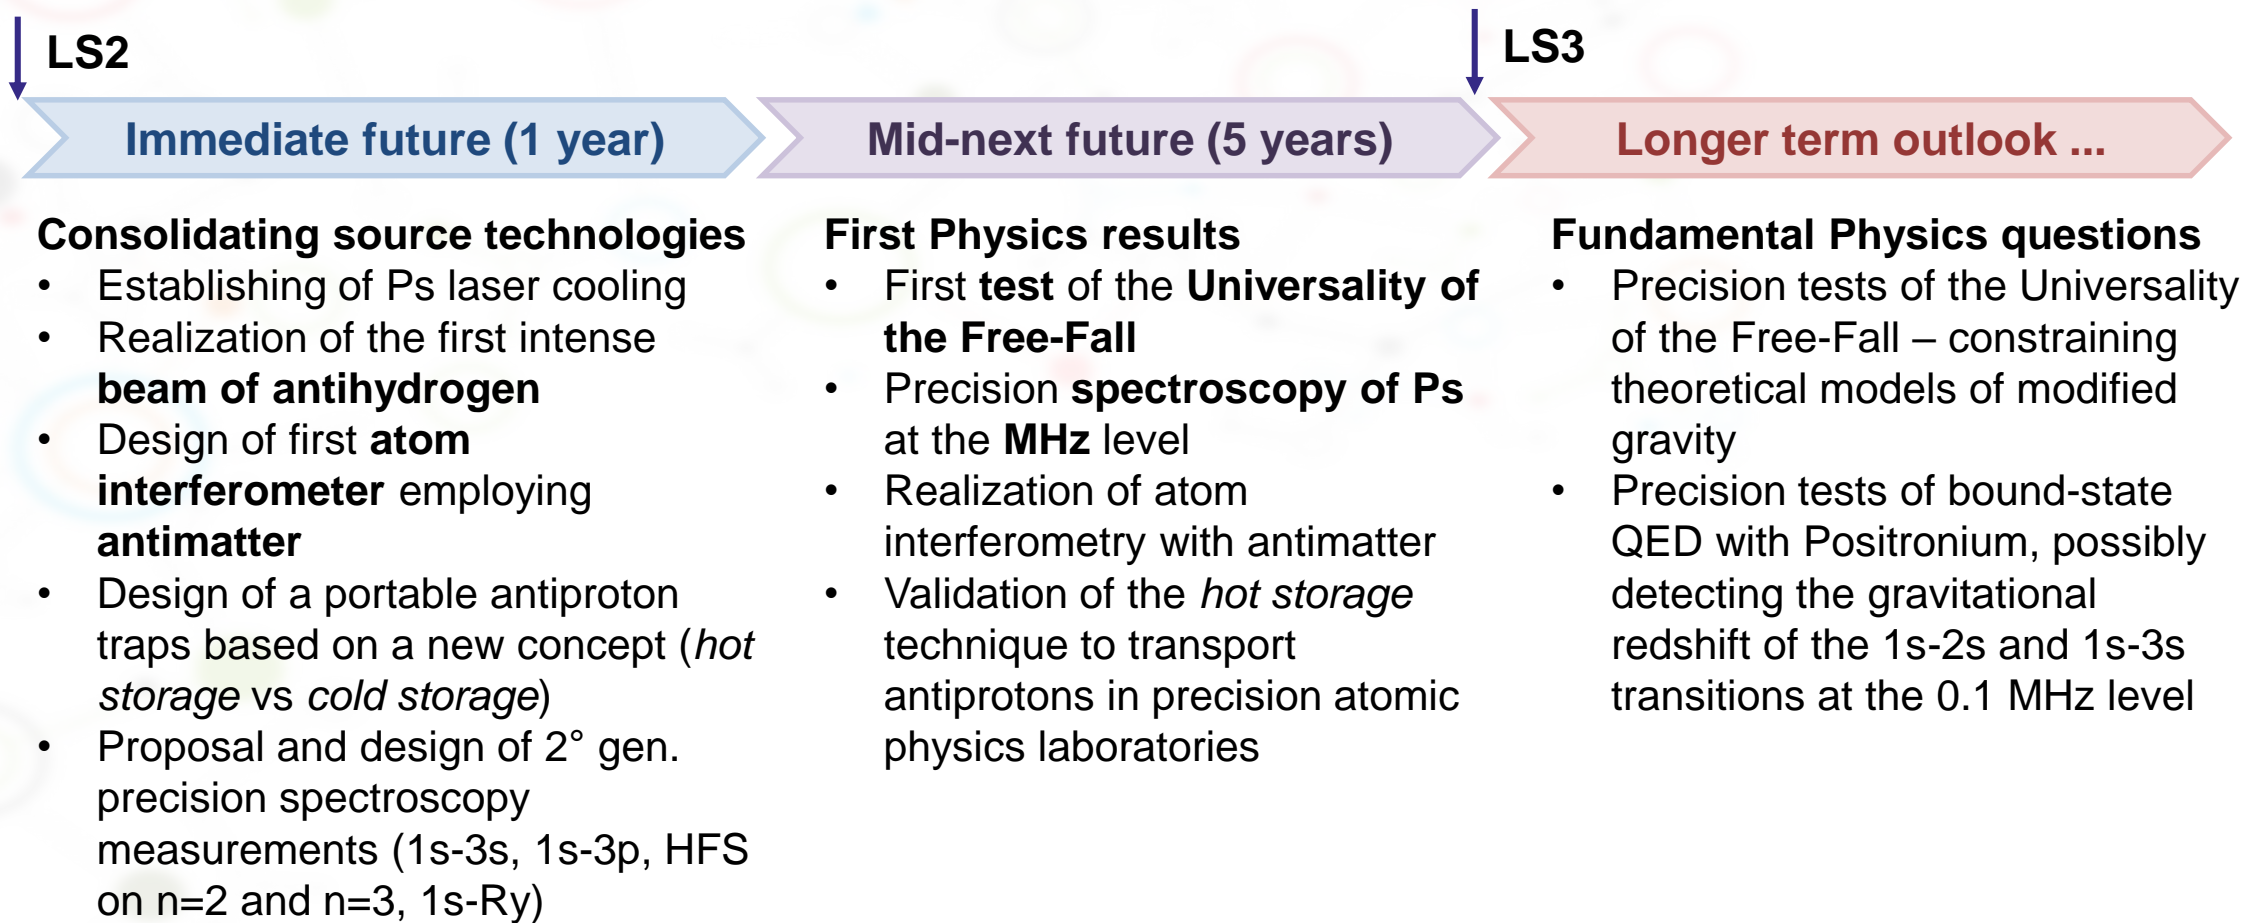 LS2
LS3
Immediate future (1 year)
Mid-next future (5 years)
Longer term outlook ...
Consolidating source technologies
• Establishing of Ps laser cooling
• Realization of the first intense
beam of antihydrogen
• Design of first atom
interferometer employing
antimatter
• Design of a portable antiproton
traps based on a new concept (hot
storage vs cold storage)
• Proposal and design of 2° gen.
precision spectroscopy
measurements (1s-3s, 1s-3p, HFS
on n=2 and n=3, 1s-Ry)
First Physics results
• First test of the Universality of
the Free-Fall
• Precision spectroscopy of Ps
at the MHz level
• Realization of atom
interferometry with antimatter
• Validation of the hot storage
technique to transport
antiprotons in precision atomic
physics laboratories
Fundamental Physics questions
• Precision tests of the Universality
of the Free-Fall – constraining
theoretical models of modified
gravity
• Precision tests of bound-state
QED with Positronium, possibly
detecting the gravitational
redshift of the 1s-2s and 1s-3s
transitions at the 0.1 MHz level